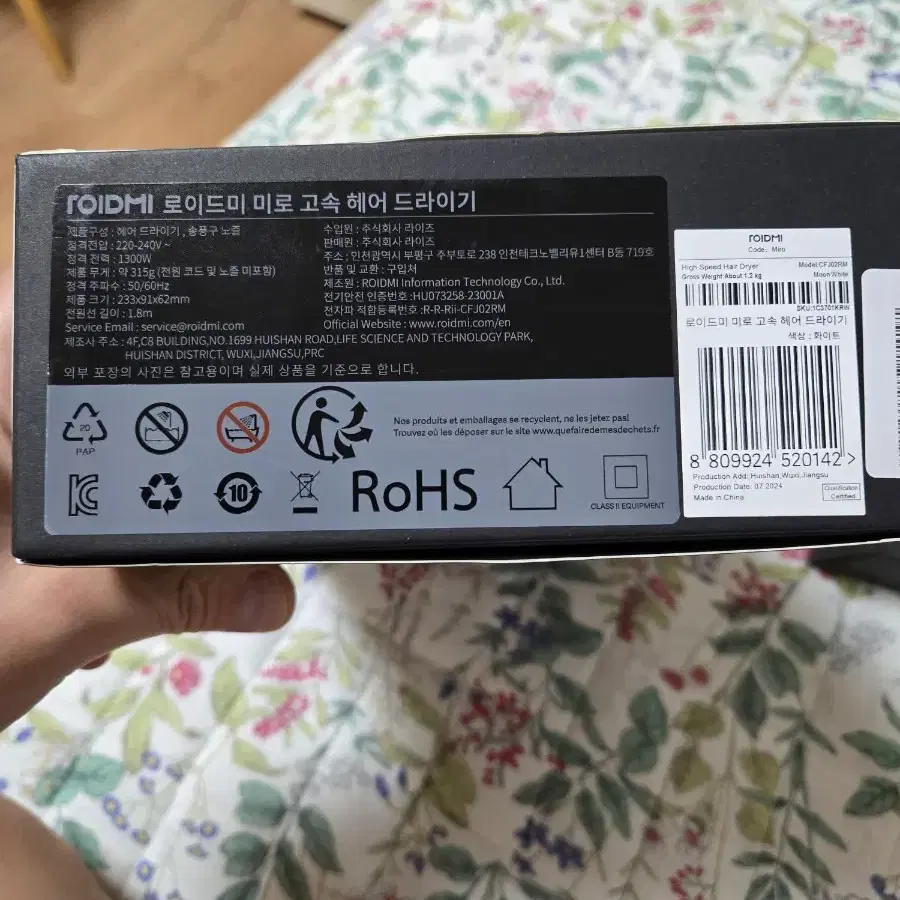 ROIDMI 로이드미 미로 고속 헤어 드라이기
제품구성 : 헤어 드라이기 , 송풍구 노즐
정격전압 : 220-240V ~
정격 전력 : 1300W
제품 무게 : 약 315g (전원 코드 및 노즐 미포함)
정격 주파수 : 50/60Hz
제품 크기 : 233x91x62mm
전원선 길이 : 1.8m
Service Email : service@roidmi.com
수입원 : 주식회사 라이즈
판매원 : 주식회사 라이즈
주소 : 인천광역시 부평구 주부토로 238 인천테크노밸리유1센터 B동 719호
반품 및 교환 : 구입처
제조원 : ROIDMI Information Technology Co., Ltd.
전기안전 인증번호 : HU073258-23001A
전자파 적합등록번호 : R-R-Rii-CFJ02RM
Official Website : www.roidmi.com/en
제조사 주소 : 4F,C8 BUILDING,NO.1699 HUISHAN ROAD,LIFE SCIENCE AND TECHNOLOGY PARK,
HUISHAN DISTRICT, WUXI,JIANGSU,PRC
외부 포장의 사진은 참고용이며 실제 상품을 기준으로 합니다.
20
PAP
Nos produits et emballages se recyclent, ne les jetez pas!
Trouvez où les déposer sur le site www.quefairedemesdechets.fr
10
RoHS
CLASS II EQUIPMENT
ROIDMI
Code: Miro
High Speed Hair Dryer
Model:CFJ02RM
Gross Weight About 1.2 kg
Moon White
SKU:1C3701KRW
로이드미 미로 고속 헤어 드라이기
색상 : 화이트
8 809924 520142 >
Production Add: Huishan,Wuxi,Jiangsu
Production Date: 07.2024
Made in China
Qualification
Certified